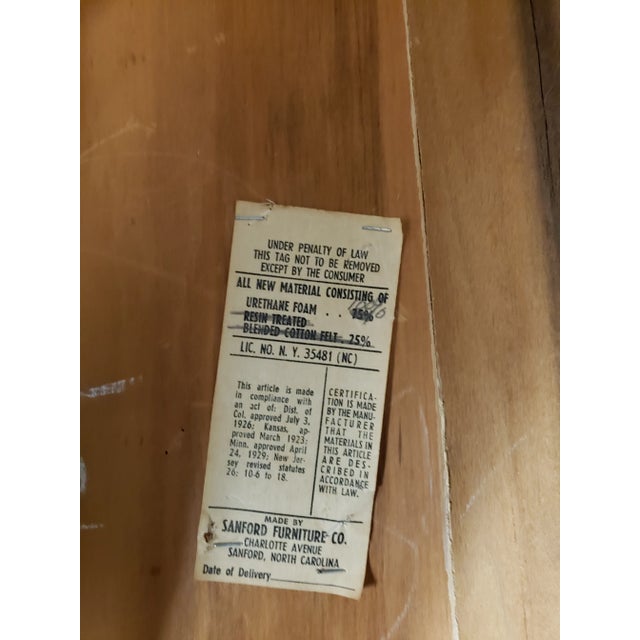 UNDER PENALTY OF LAW
THIS TAG NOT TO BE REMOVED
EXCEPT BY THE CONSUMER
ALL NEW MATERIAL CONSISTING OF
URETHANE FOAM . . 75%
RESIN TREATED
BLENDED COTTON FELT . 25%
LIC. NO. N. Y. 35481 (NC)
This article is made
in compliance with
an act of: Dist. of
Col. approved July 3,
1926; Kansas, ap-
proved March 1923;
Minn. approved April
24, 1929; New Jer-
sey revised statutes
26: 10-6 to 18.
CERTIFICA-
TION IS MADE
BY THE MANU-
FACTURER
THAT THE
MATERIALS IN
THIS ARTICLE
ARE DES-
CRIBED IN
ACCORDANCE
WITH LAW.
MADE BY
SANFORD FURNITURE CO.
CHARLOTTE AVENUE
SANFORD, NORTH CAROLINA
Date of Delivery